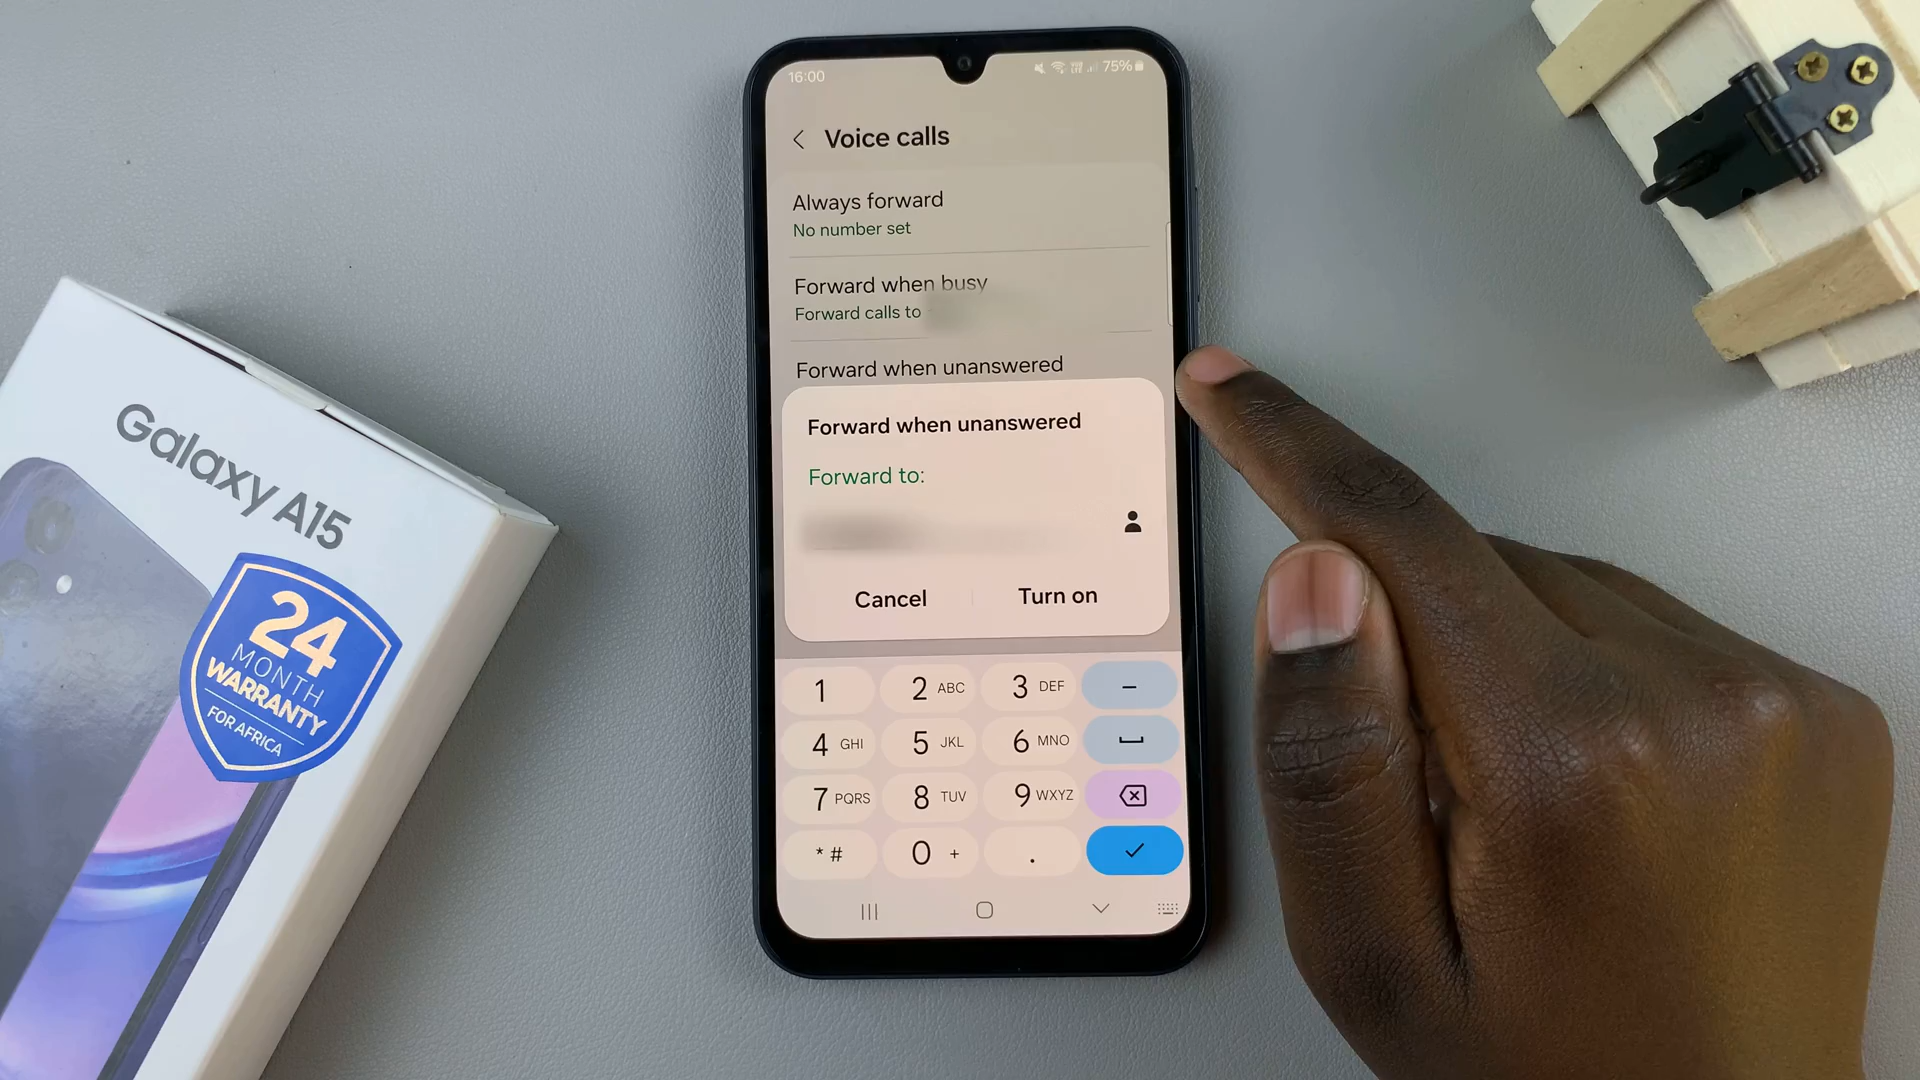 16:00
75%
Voice calls
Always forward
No number set
Forward when busy
Forward calls to
Forward when unanswered
Forward when unanswered
Forward to:
Cancel
Turn on
1
2 ABC
3 DEF
4 GHI
5 JKL
6 MNO
7 PQRS
8 TUV
9 WXYZ
* #
0 +
.
Galaxy A15
24
MONTH
WARRANTY
FOR AFRICA